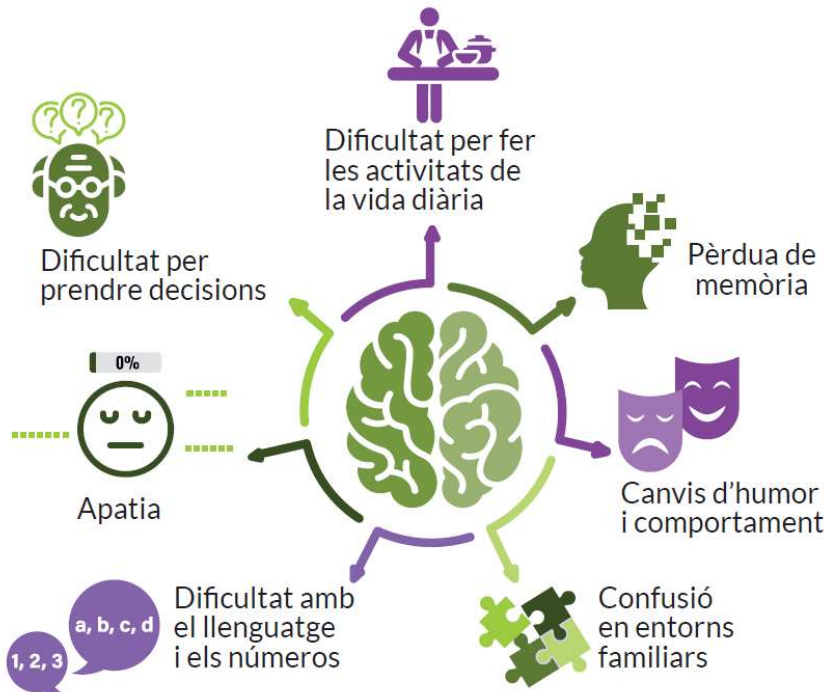 Dificultat per fer
les activitats de
la vida diària
? ? ?
Dificultat per
prendre decisions
Pèrdua de
memòria
0%
Apatia
Canvis d'humor
i comportament
a, b, c, d
1, 2, 3
Dificultat amb
el llenguatge
i els números
Confusió
en entorns
familiars